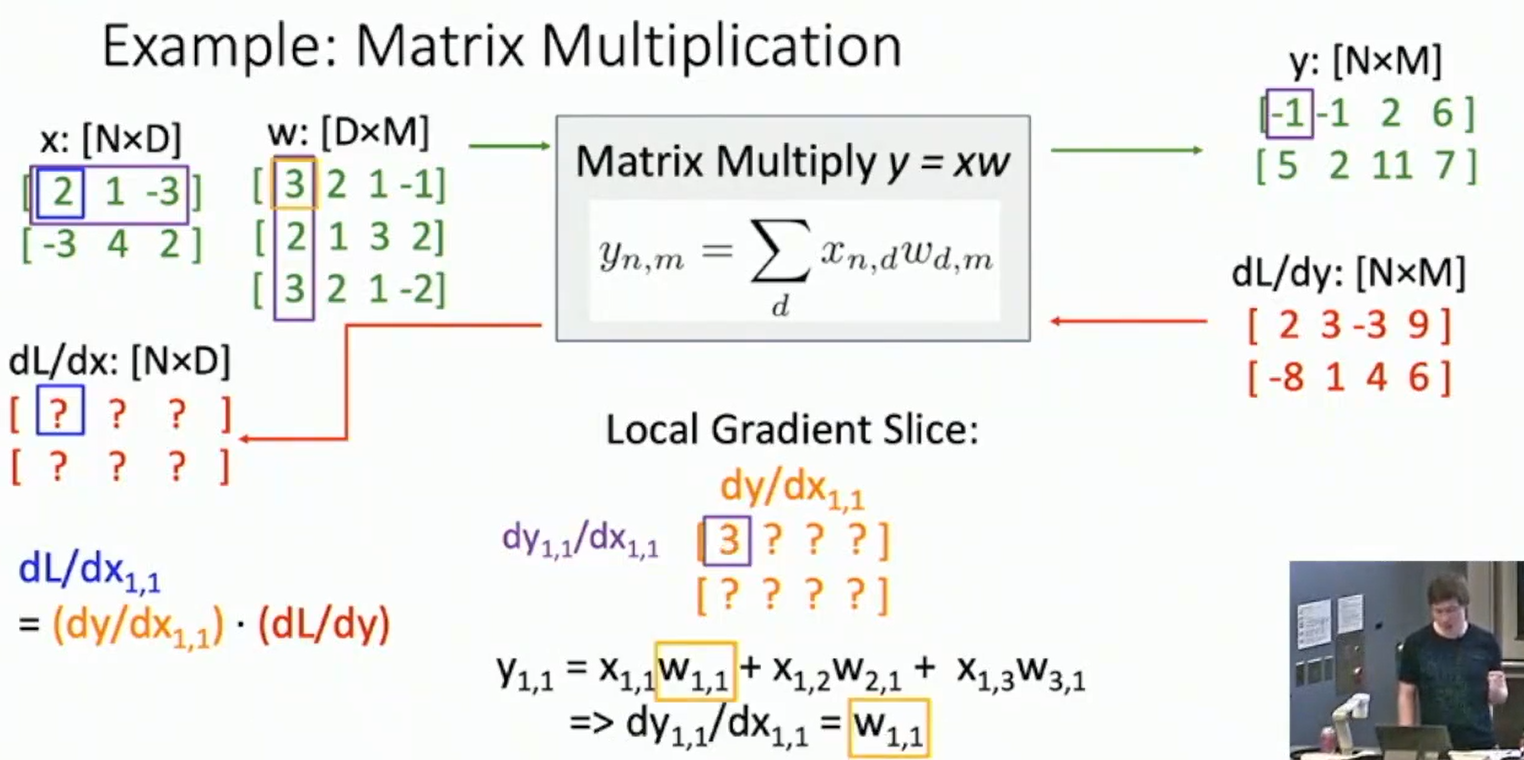 Example: Matrix Multiplication
x: [N×D]
[ 2 1 -3 ]
[ -3 4 2 ]
w: [D×M]
[ 3 2 1 -1]
[ 2 1 3 2]
[ 3 2 1 -2]
Matrix Multiply y = xw
y_{n,m} = ∑_d x_{n,d}w_{d,m}
y: [N×M]
[-1 -1 2 6 ]
[ 5 2 11 7 ]
dL/dy: [N×M]
[ 2 3 -3 9 ]
[ -8 1 4 6 ]
dL/dx: [N×D]
[ ? ? ? ]
[ ? ? ? ]
dL/dx_{1,1}
= (dy/dx_{1,1}) · (dL/dy)
Local Gradient Slice:
dy/dx_{1,1}
dy_{1,1}/dx_{1,1} [ 3 ? ? ? ]
[ ? ? ? ? ]
y_{1,1} = x_{1,1}w_{1,1} + x_{1,2}w_{2,1} + x_{1,3}w_{3,1}
=> dy_{1,1}/dx_{1,1} = w_{1,1}